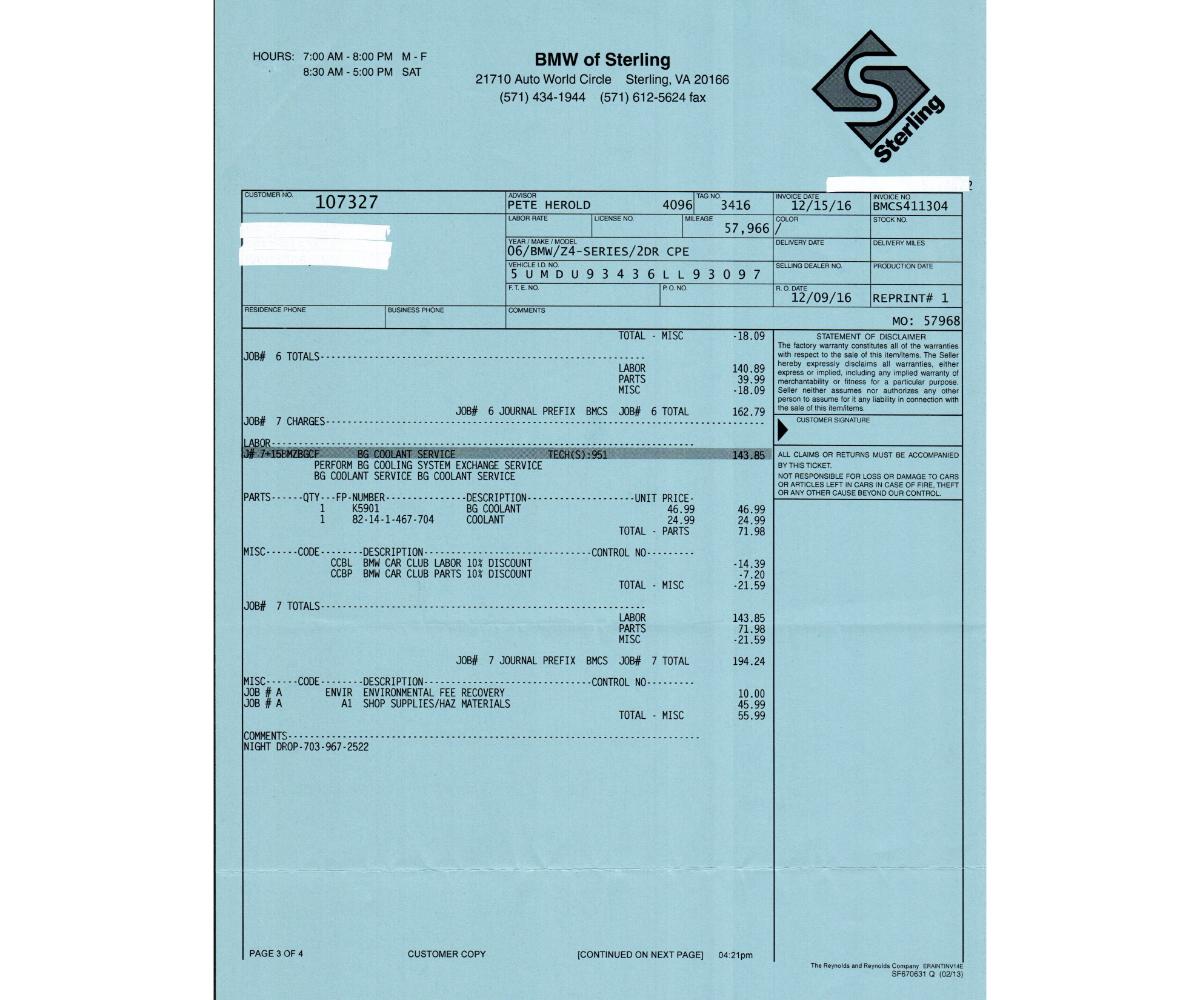 HOURS: 7:00 AM - 8:00 PM M - F
8:30 AM - 5:00 PM SAT
BMW of Sterling
21710 Auto World Circle Sterling, VA 20166
(571) 434-1944 (571) 612-5624 fax
S
Sterling
CUSTOMER NO. 107327
ADVISOR
PETE HEROLD 4096
TAG NO.
3416
INVOICE DATE
12/15/16
INVOICE NO.
BMCS411304
LABOR RATE
LICENSE NO.
MILEAGE
57,966
COLOR
/
STOCK NO.
YEAR / MAKE / MODEL
06/BMW/Z4-SERIES/2DR CPE
DELIVERY DATE
DELIVERY MILES
VEHICLE I.D. NO.
5 U M D U 9 3 4 3 6 L L 9 3 0 9 7
SELLING DEALER NO.
PRODUCTION DATE
F. T. E. NO.
P. O. NO.
R. O. DATE
12/09/16
REPRINT# 1
RESIDENCE PHONE
BUSINESS PHONE
COMMENTS
MO: 57968
TOTAL - MISC -18.09
JOB# 6 TOTALS
LABOR 140.89
PARTS 39.99
MISC -18.09
JOB# 6 JOURNAL PREFIX BMCS JOB# 6 TOTAL 162.79
JOB# 7 CHARGES
LABOR
J# 7+15BMZBGCF BG COOLANT SERVICE TECH(S):951 143.85
PERFORM BG COOLING SYSTEM EXCHANGE SERVICE
BG COOLANT SERVICE BG COOLANT SERVICE
PARTS------QTY---FP-NUMBER-------------DESCRIPTION-----------------UNIT PRICE-
1 K5901 BG COOLANT 46.99 46.99
1 82-14-1-467-704 COOLANT 24.99 24.99
TOTAL - PARTS 71.98
MISC------CODE-------DESCRIPTION--------------------------CONTROL NO---------
CCBL BMW CAR CLUB LABOR 10% DISCOUNT -14.39
CCBP BMW CAR CLUB PARTS 10% DISCOUNT -7.20
TOTAL - MISC -21.59
JOB# 7 TOTALS
LABOR 143.85
PARTS 71.98
MISC -21.59
JOB# 7 JOURNAL PREFIX BMCS JOB# 7 TOTAL 194.24
MISC------CODE-------DESCRIPTION--------------------------CONTROL NO---------
JOB # A ENVIR ENVIRONMENTAL FEE RECOVERY 10.00
JOB # A A1 SHOP SUPPLIES/HAZ MATERIALS 45.99
TOTAL - MISC 55.99
COMMENTS
NIGHT DROP-703-967-2522
STATEMENT OF DISCLAIMER
The factory warranty constitutes all of the warranties
with respect to the sale of this item/items. The Seller
hereby expressly disclaims all warranties, either
express or implied, including any implied warranty of
merchantability or fitness for a particular purpose.
Seller neither assumes nor authorizes any other
person to assume for it any liability in connection with
the sale of this item/items.
CUSTOMER SIGNATURE
ALL CLAIMS OR RETURNS MUST BE ACCOMPANIED
BY THIS TICKET.
NOT RESPONSIBLE FOR LOSS OR DAMAGE TO CARS
OR ARTICLES LEFT IN CARS IN CASE OF FIRE, THEFT
OR ANY OTHER CAUSE BEYOND OUR CONTROL.
PAGE 3 OF 4 CUSTOMER COPY [CONTINUED ON NEXT PAGE] 04:21pm
The Reynolds and Reynolds Company ERAINTINV14E
SF670631 Q (02/13)